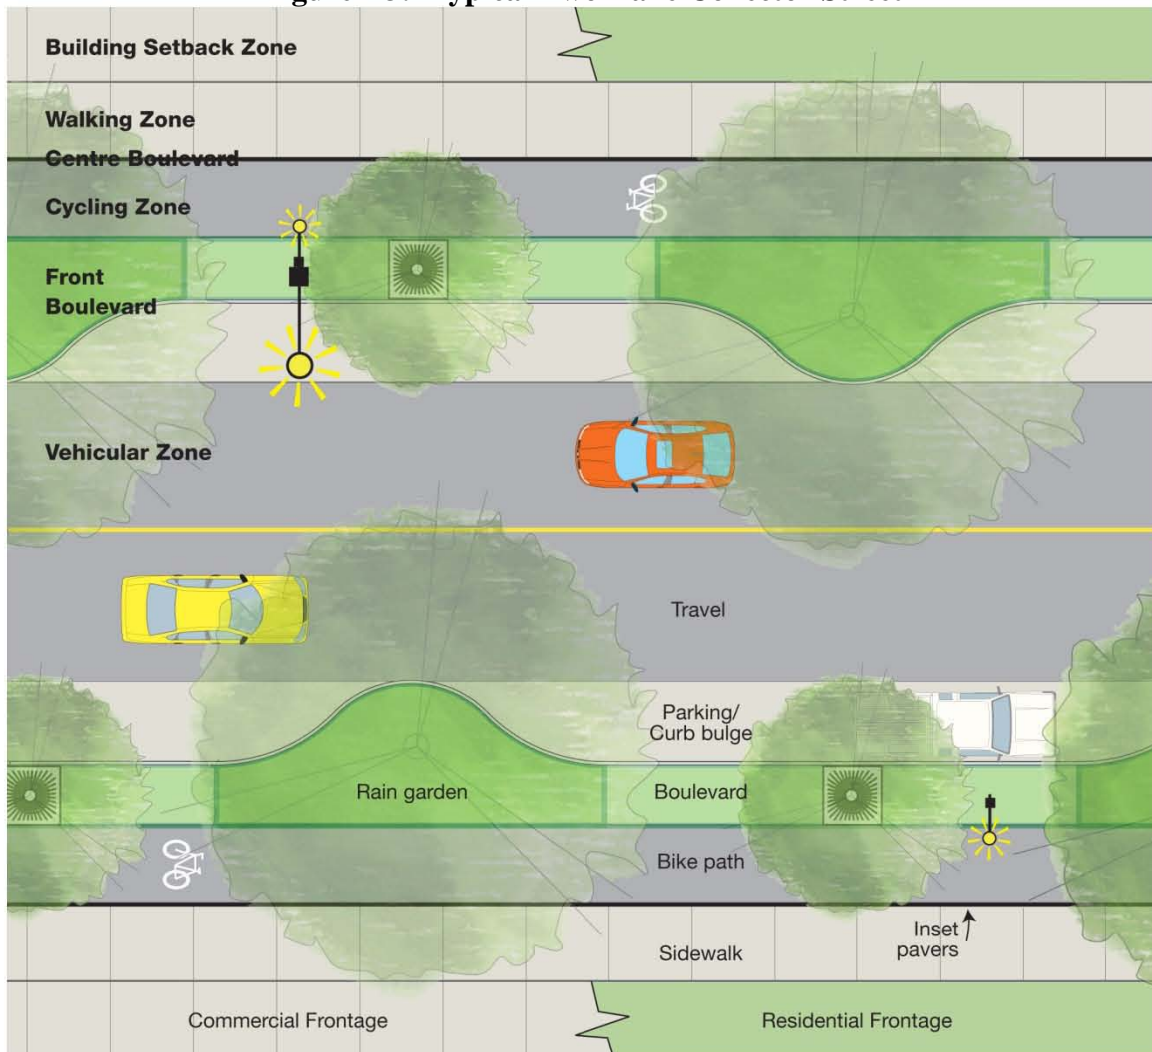 Building Setback Zone
Walking Zone
Centre Boulevard
Cycling Zone
Front
Boulevard
Vehicular Zone
Travel
Parking/
Curb bulge
Rain garden
Boulevard
Bike path
Inset
pavers
Sidewalk
Commercial Frontage
Residential Frontage